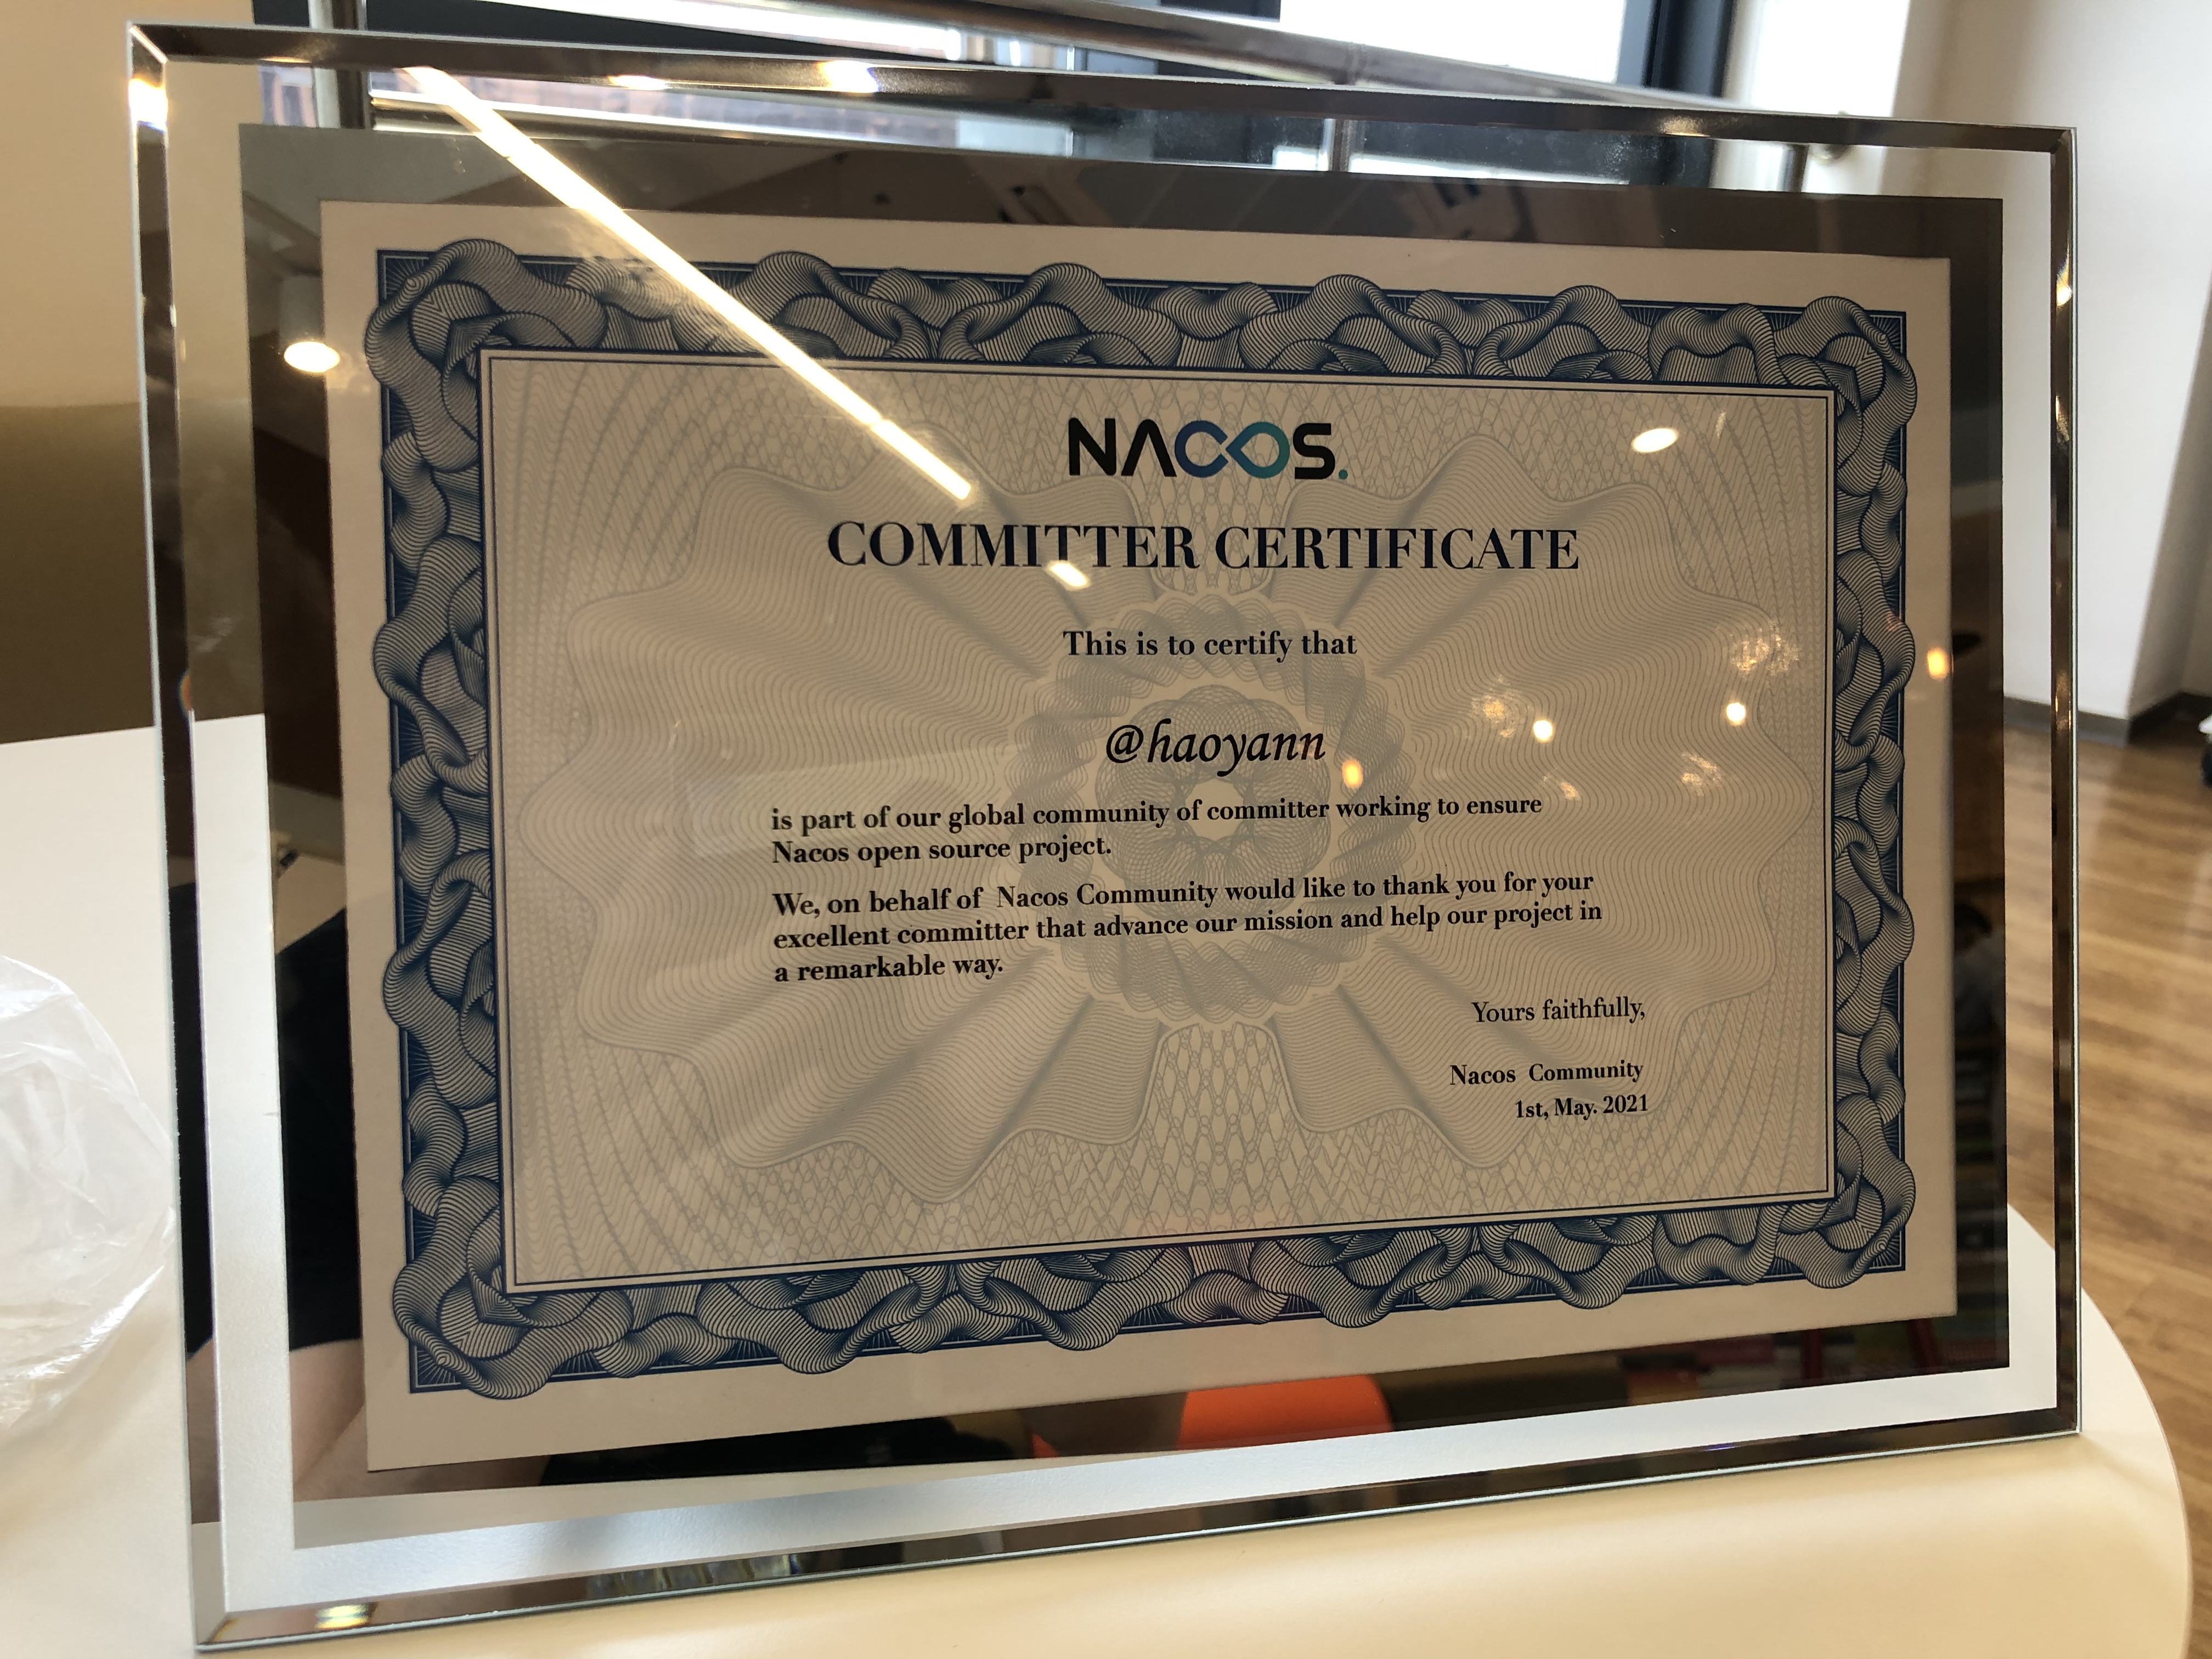 NACOS.
COMMITTER CERTIFICATE
This is to certify that
@haoyann
is part of our global community of committer working to ensure
Nacos open source project.
We, on behalf of Nacos Community would like to thank you for your
excellent committer that advance our mission and help our project in
a remarkable way.
Yours faithfully,
Nacos Community
1st, May. 2021